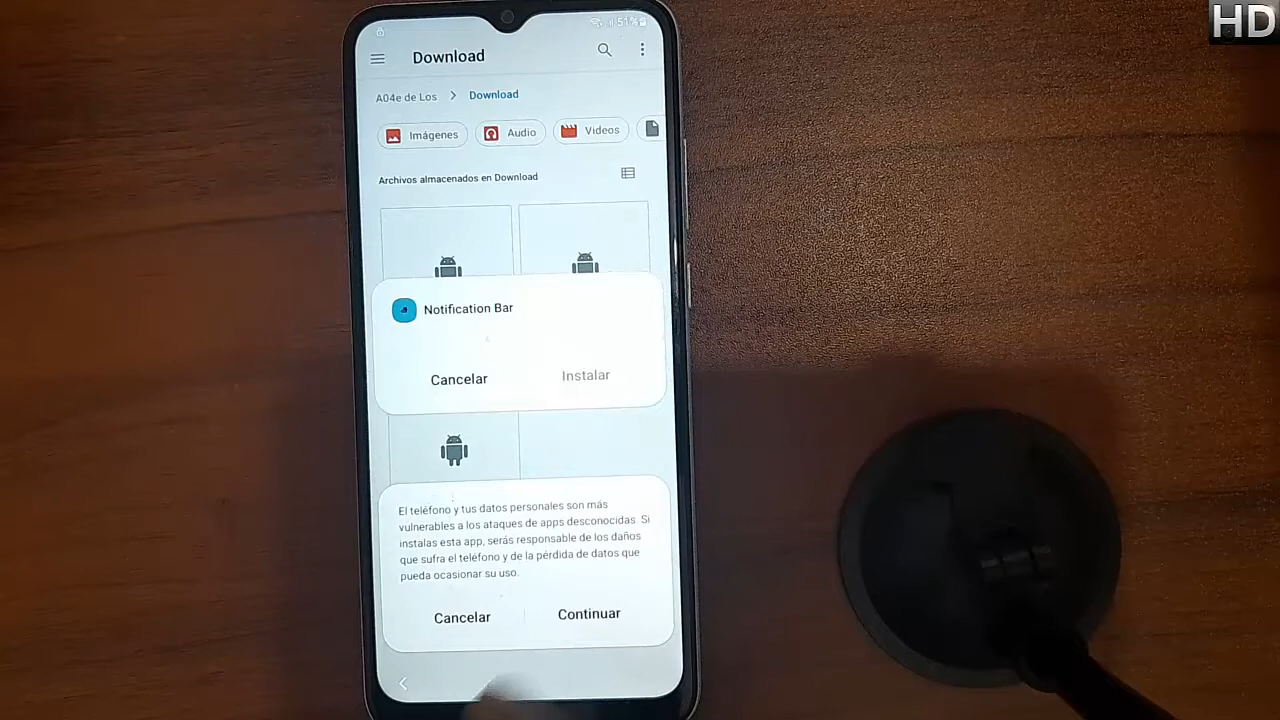 HD
51%
Download
A04e de Los > Download
Imágenes
Audio
Videos
Archivos almacenados en Download
Notification Bar
Cancelar
Instalar
El teléfono y tus datos personales son más
vulnerables a los ataques de apps desconocidas. Si
instalas esta app, serás responsable de los daños
que sufra el teléfono y de la pérdida de datos que
pueda ocasionar su uso.
Cancelar
Continuar